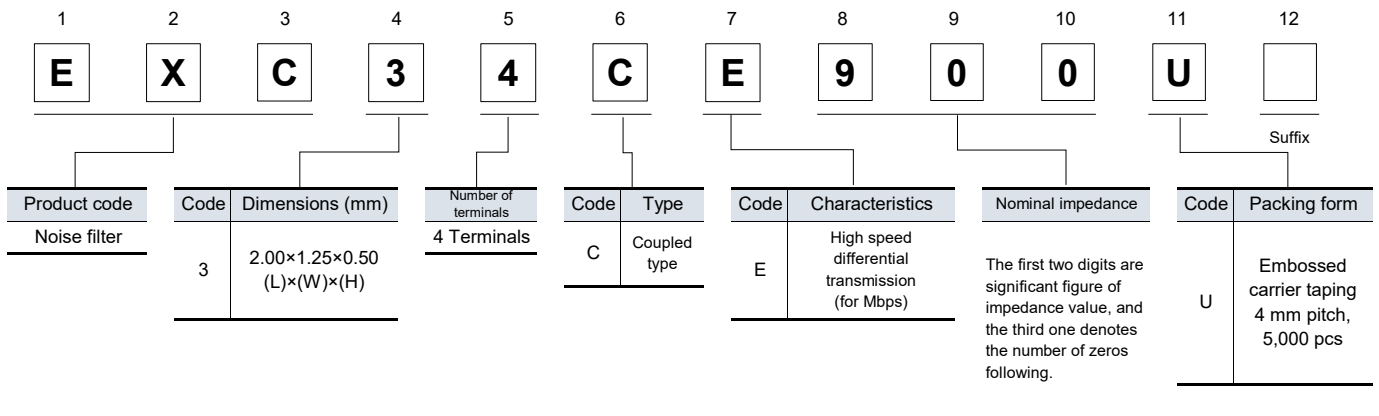 1 2 3 4 5 6 7 8 9 10 11 12
E X C 3 4 C E 9 0 0 U
Suffix
Product code
Noise filter
Code Dimensions (mm)
3
2.00×1.25×0.50
(L)×(W)×(H)
Number of
terminals
4 Terminals
Code Type
C
Coupled
type
Code Characteristics
E
High speed
differential
transmission
(for Mbps)
Nominal impedance
The first two digits are
significant figure of
impedance value, and
the third one denotes
the number of zeros
following.
Code Packing form
U
Embossed
carrier taping
4 mm pitch,
5,000 pcs